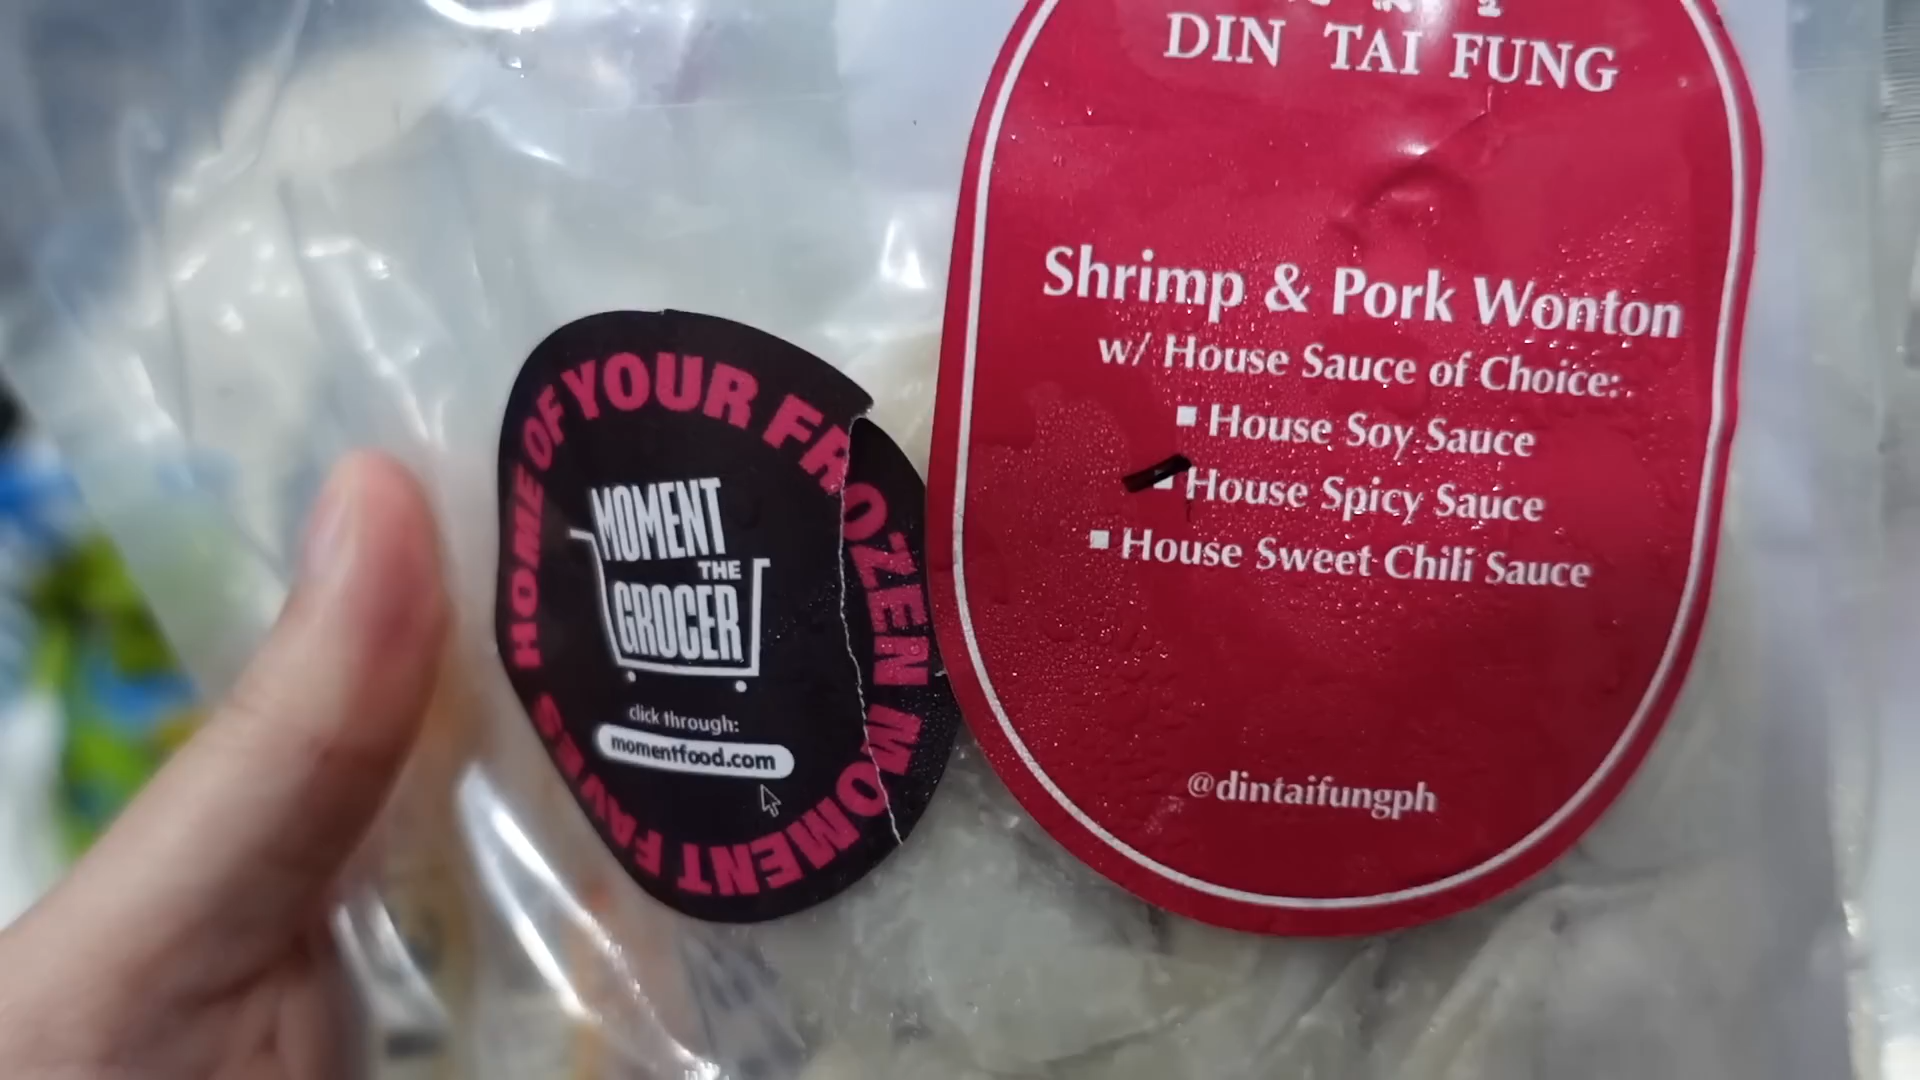 DIN TAI FUNG
Shrimp & Pork Wonton
w/ House Sauce of Choice:
▪ House Soy Sauce
▪ House Spicy Sauce
▪ House Sweet Chili Sauce
@dintaifungph
HOME OF YOUR FROZEN MOMENT FAVES
MOMENT
THE
GROCER
click through:
momentfood.com